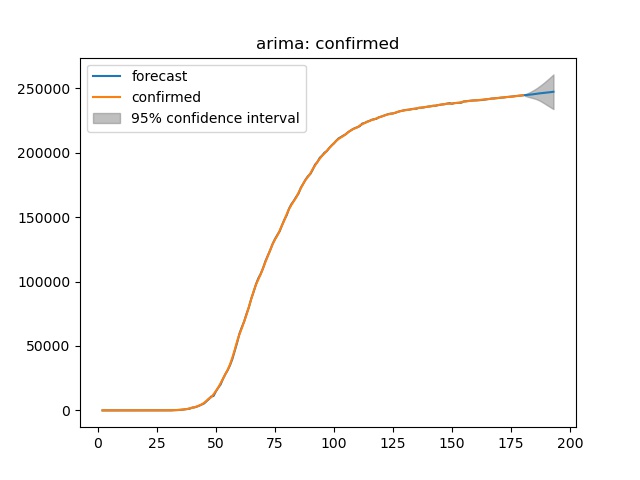 arima: confirmed
forecast
confirmed
95% confidence interval
250000
200000
150000
100000
50000
0
0 25 50 75 100 125 150 175 200